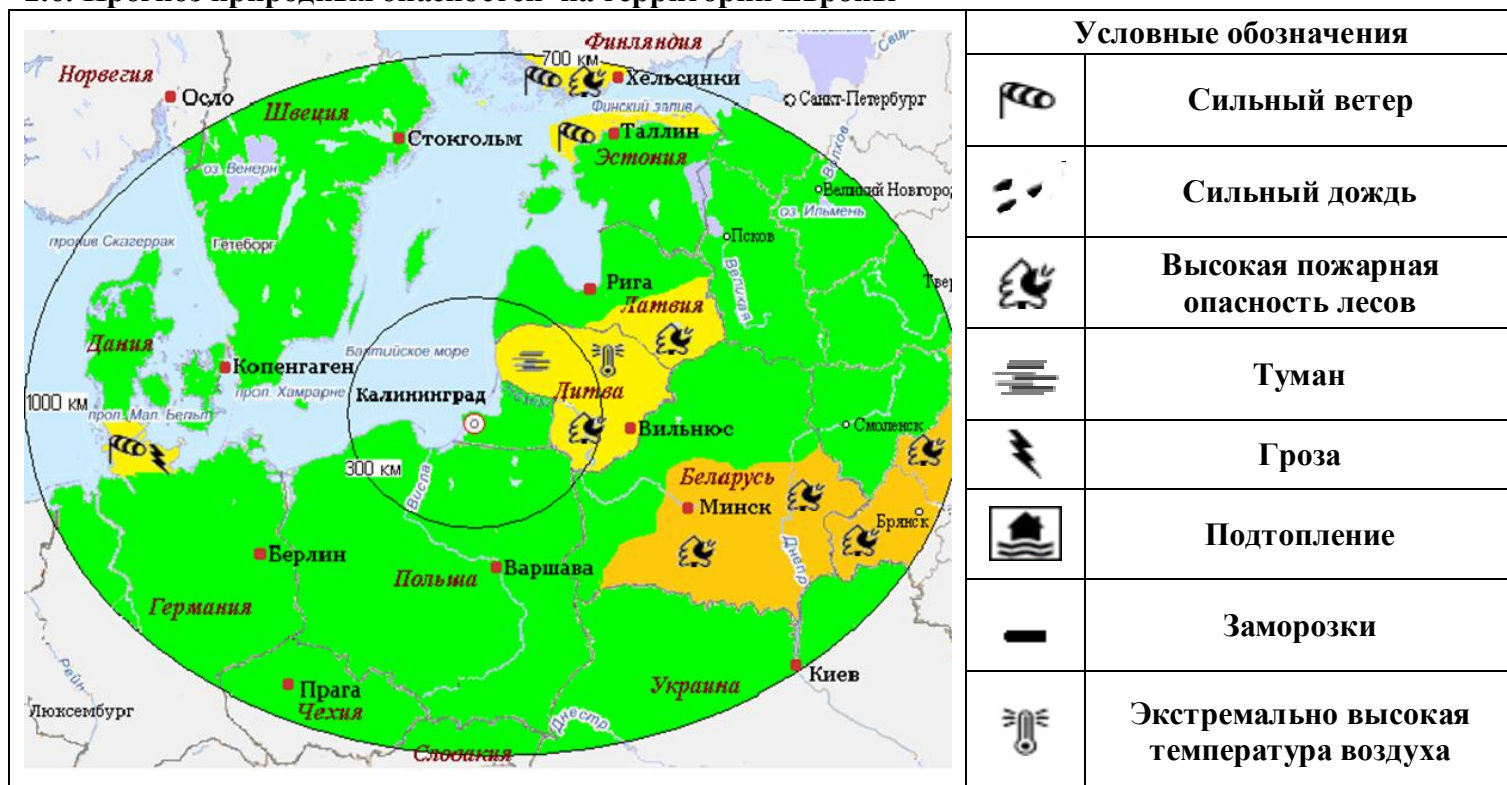 Условные обозначения
Сильный ветер
Сильный дождь
Высокая пожарная
опасность лесов
Туман
Гроза
Подтопление
Заморозки
Экстремально высокая
температура воздуха
Финляндия
700 км
Норвегия
Хельсинки
Осло
Санкт-Петербург
Финский залив
Швеция
Стокгольм
Таллин
Эстония
Волхов
оз. Венерн
Великий Новгород
оз. Ильмень
Псков
пролив Скагеррак
Гетеборг
Великая
Рига
Латвия
Дания
Балтийское море
Копенгаген
прол. Хамрарне
Калининград
Литва
1000 км
прол. Мал. Бельт
Вильнюс
Смоленск
300 км
Висла
Беларусь
Минск
Брянск
Днепр
Берлин
Польша
Варшава
Германия
Рейн
Киев
Украина
Прага
Чехия
Люксембург
Днестр
Словакия